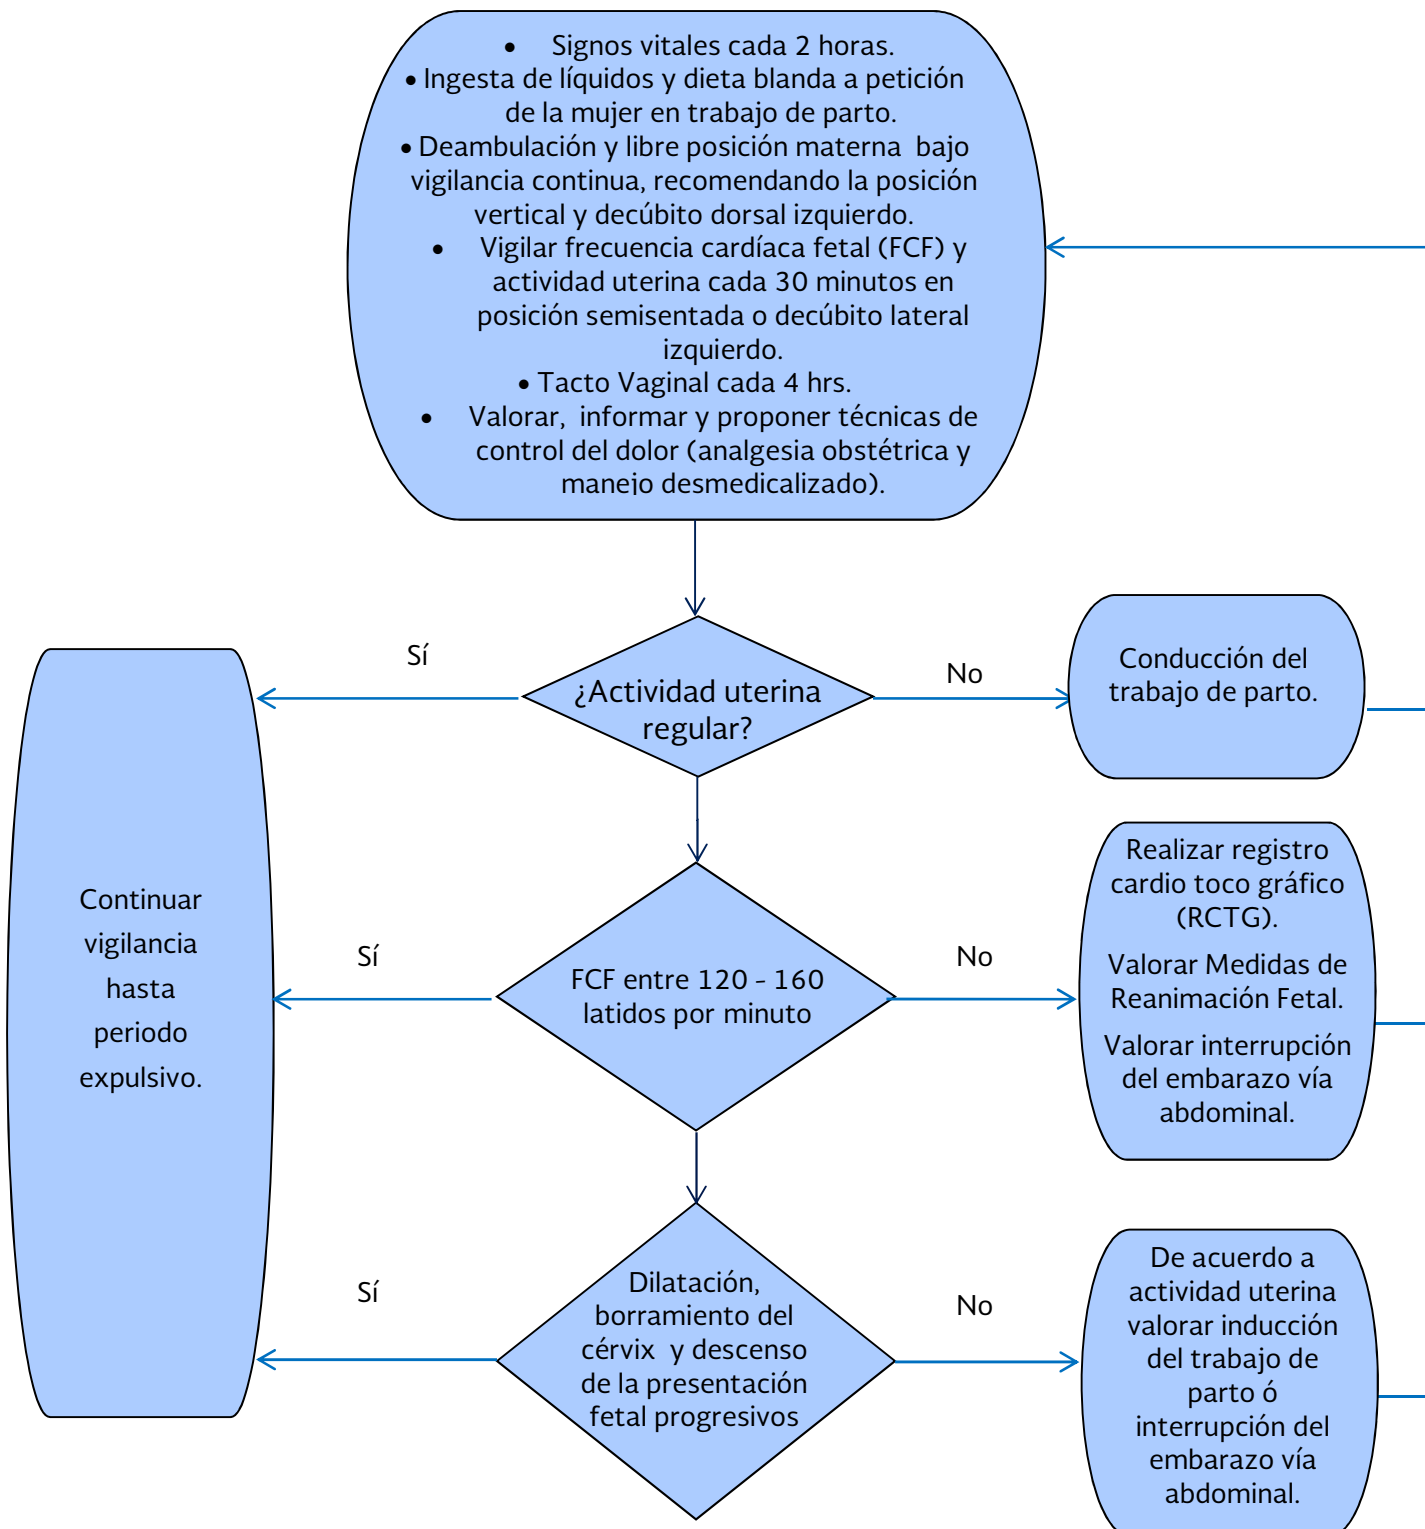 • Signos vitales cada 2 horas.
• Ingesta de líquidos y dieta blanda a petición
de la mujer en trabajo de parto.
• Deambulación y libre posición materna bajo
vigilancia continua, recomendando la posición
vertical y decúbito dorsal izquierdo.
• Vigilar frecuencia cardíaca fetal (FCF) y
actividad uterina cada 30 minutos en
posición semisentada o decúbito lateral
izquierdo.
• Tacto Vaginal cada 4 hrs.
• Valorar, informar y proponer técnicas de
control del dolor (analgesia obstétrica y
manejo desmedicalizado).
Sí
¿Actividad uterina
regular?
No
Conducción del
trabajo de parto.
Continuar
vigilancia
hasta
periodo
expulsivo.
Sí
FCF entre 120 - 160
latidos por minuto
No
Realizar registro
cardio toco gráfico
(RCTG).
Valorar Medidas de
Reanimación Fetal.
Valorar interrupción
del embarazo vía
abdominal.
Sí
Dilatación,
borramiento del
cérvix y descenso
de la presentación
fetal progresivos
No
De acuerdo a
actividad uterina
valorar inducción
del trabajo de
parto ó
interrupción del
embarazo vía
abdominal.